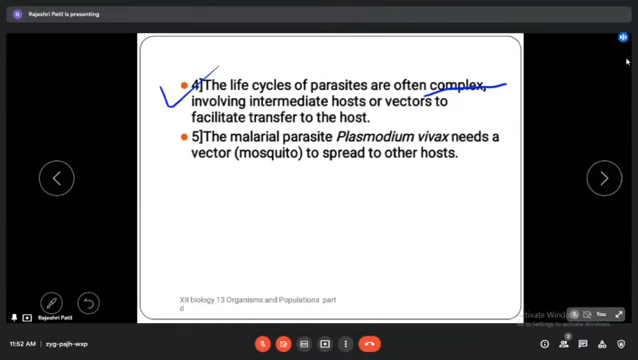 R Rajeshri Patil is presenting
4]The life cycles of parasites are often complex,
involving intermediate hosts or vectors to
facilitate transfer to the host.
5]The malarial parasite Plasmodium vivax needs a
vector (mosquito) to spread to other hosts.
XII biology 13 Organisms and Populations part
d
Rajeshri Patil
You
Activate Windows
Go to Settings to activate Windows.
11:52 AM | zyg-pajh-wxp